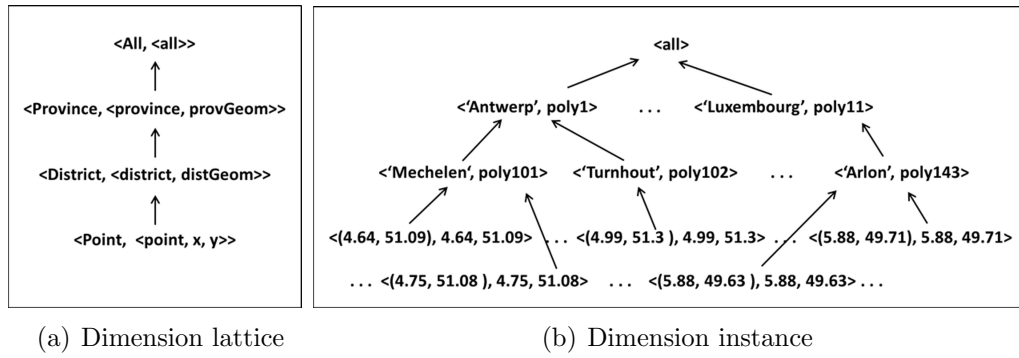 <All, <all>>
<Province, <province, provGeom>>
<District, <district, distGeom>>
<Point, <point, x, y>>
(a) Dimension lattice
<all>
<‘Antwerp’, poly1> . . . <‘Luxembourg’, poly11>
<‘Mechelen‘, poly101> <‘Turnhout’, poly102> . . . <‘Arlon’, poly143>
<(4.64, 51.09), 4.64, 51.09> . . . <(4.99, 51.3 ), 4.99, 51.3> . . . <(5.88, 49.71), 5.88, 49.71>
. . . <(4.75, 51.08 ), 4.75, 51.08> . . . <(5.88, 49.63 ), 5.88, 49.63> . . .
(b) Dimension instance